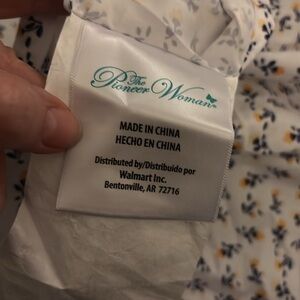 The
Pioneer Woman
MADE IN CHINA
HECHO EN CHINA
Distributed by/Distribuido por
Walmart Inc.
Bentonville, AR 72716